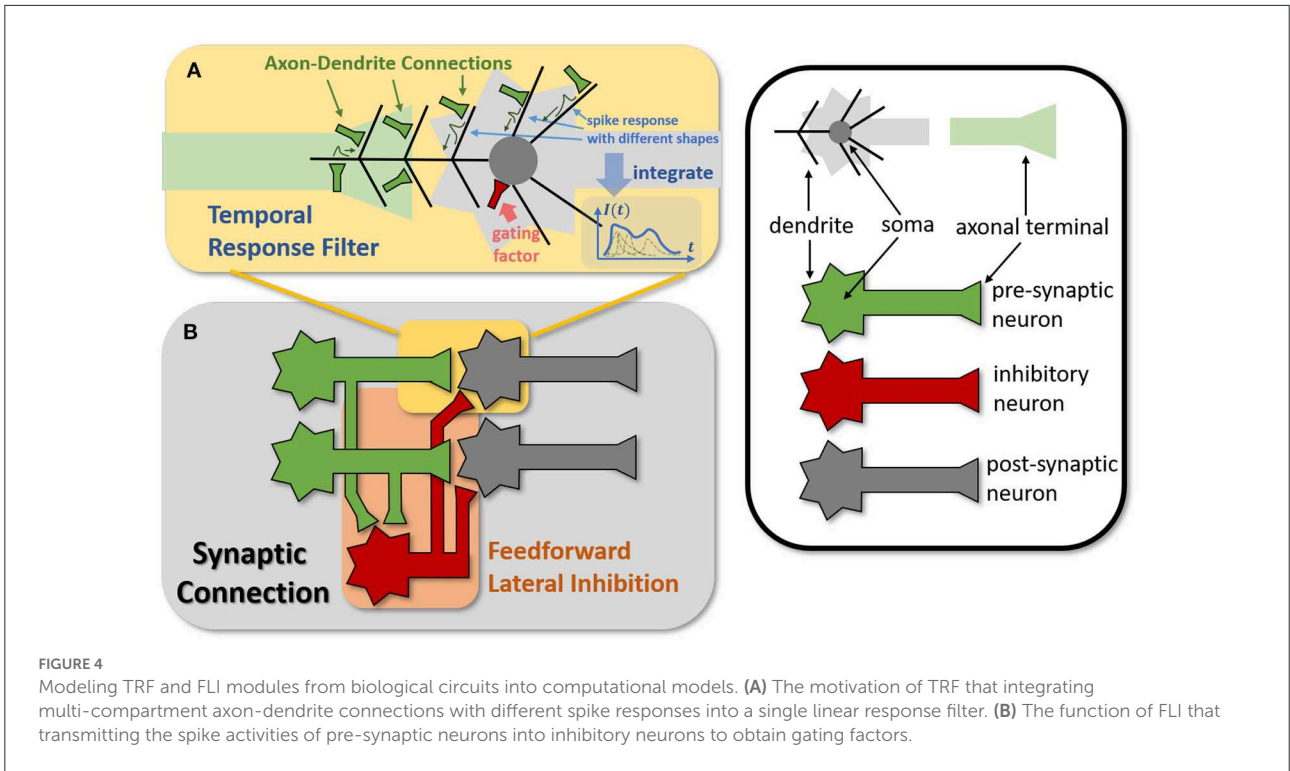 A
Axon-Dendrite Connections
spike response
with different shapes
integrate
Temporal
Response Filter
gating
factor
I(t)
t
B
Synaptic
Connection
Feedforward
Lateral Inhibition
dendrite
soma
axonal terminal
pre-synaptic
neuron
inhibitory
neuron
post-synaptic
neuron
FIGURE 4
Modeling TRF and FLI modules from biological circuits into computational models. (A) The motivation of TRF that integrating
multi-compartment axon-dendrite connections with different spike responses into a single linear response filter. (B) The function of FLI that
transmitting the spike activities of pre-synaptic neurons into inhibitory neurons to obtain gating factors.